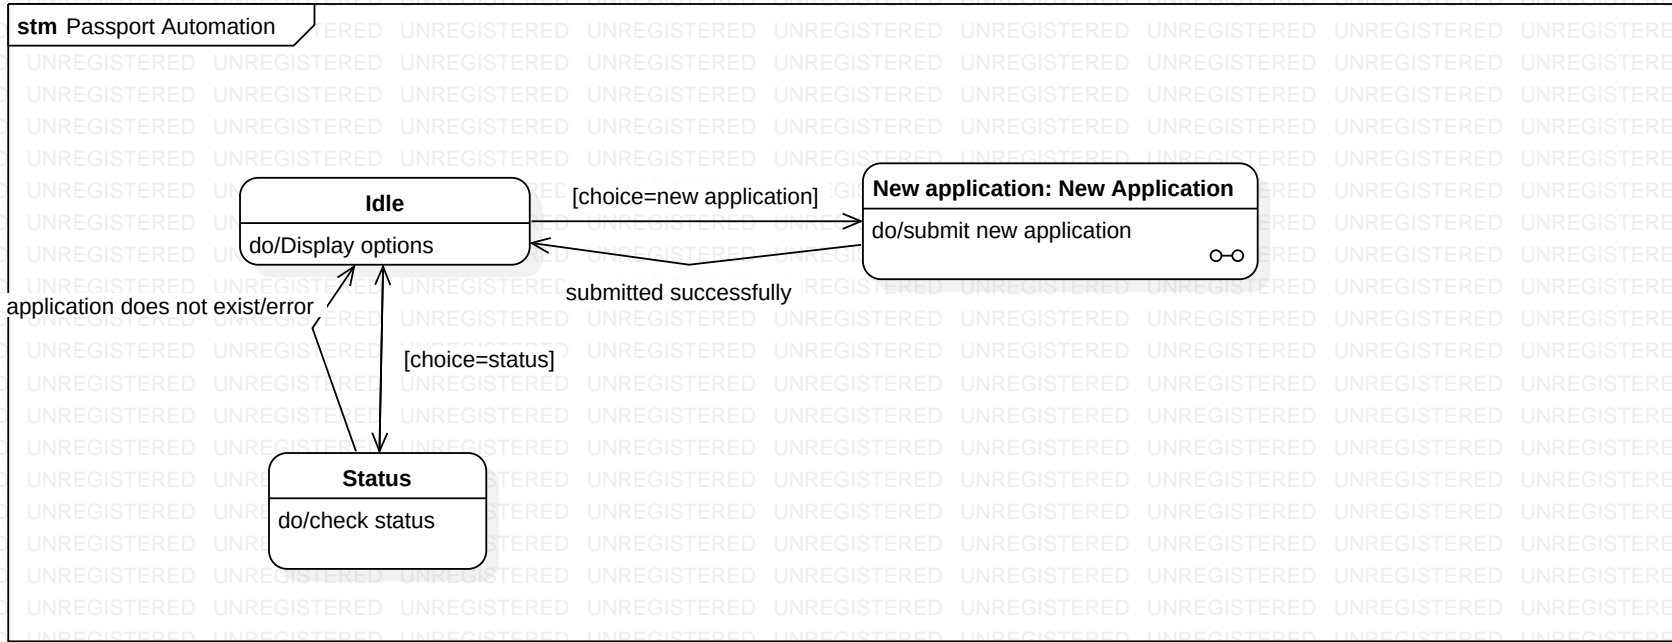 stm Passport Automation
Idle
do/Display options
[choice=new application]
New application: New Application
do/submit new application
submitted successfully
application does not exist/error
[choice=status]
Status
do/check status
UNREGISTERED